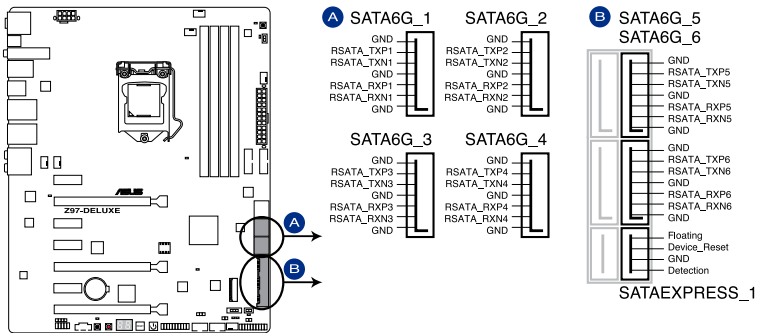 A SATA6G_1
GND
RSATA_TXP1
RSATA_TXN1
GND
RSATA_RXP1
RSATA_RXN1
GND
SATA6G_2
GND
RSATA_TXP2
RSATA_TXN2
GND
RSATA_RXP2
RSATA_RXN2
GND
SATA6G_3
GND
RSATA_TXP3
RSATA_TXN3
GND
RSATA_RXP3
RSATA_RXN3
GND
SATA6G_4
GND
RSATA_TXP4
RSATA_TXN4
GND
RSATA_RXP4
RSATA_RXN4
GND
B SATA6G_5
SATA6G_6
GND
RSATA_TXP5
RSATA_TXN5
GND
RSATA_RXP5
RSATA_RXN5
GND
GND
RSATA_TXP6
RSATA_TXN6
GND
RSATA_RXP6
RSATA_RXN6
GND
Floating
Device_Reset
GND
Detection
SATAEXPRESS_1
ASUS
Z97-DELUXE
A
B